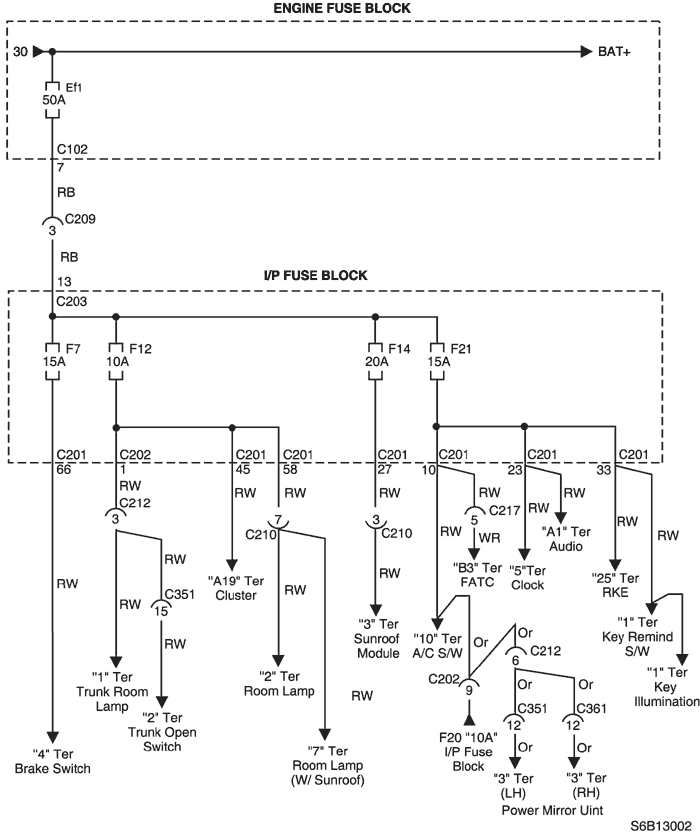 ENGINE FUSE BLOCK
30
BAT+
Ef1
50A
C102
7
RB
C209
3
RB
13
I/P FUSE BLOCK
C203
F7
15A
F12
10A
F14
20A
F21
15A
C201
66
C202
1
C201
45
C201
58
C201
27
C201
10
C201
23
C201
33
RW
C212
3
RW
RW
C351
15
RW
RW
RW
"1" Ter
Trunk Room
Lamp
"2" Ter
Trunk Open
Switch
"4" Ter
Brake Switch
RW
"A19" Ter
Cluster
RW
7
C210
RW
"2" Ter
Room Lamp
RW
"7" Ter
Room Lamp
(W/ Sunroof)
RW
3
C210
RW
"3" Ter
Sunroof
Module
RW
RW
5
C217
WR
"B3" Ter
FATC
"10" Ter
A/C S/W
RW
RW
"A1" Ter
Audio
"5"Ter
Clock
RW
"25" Ter
RKE
RW
"1" Ter
Key Remind
S/W
"1" Ter
Key
Illumination
Or
Or
C212
6
C202
9
F20 "10A"
I/P Fuse
Block
Or
Or
C351
12
C361
12
Or
Or
"3" Ter
(LH)
"3" Ter
(RH)
Power Mirror Uint
S6B13002